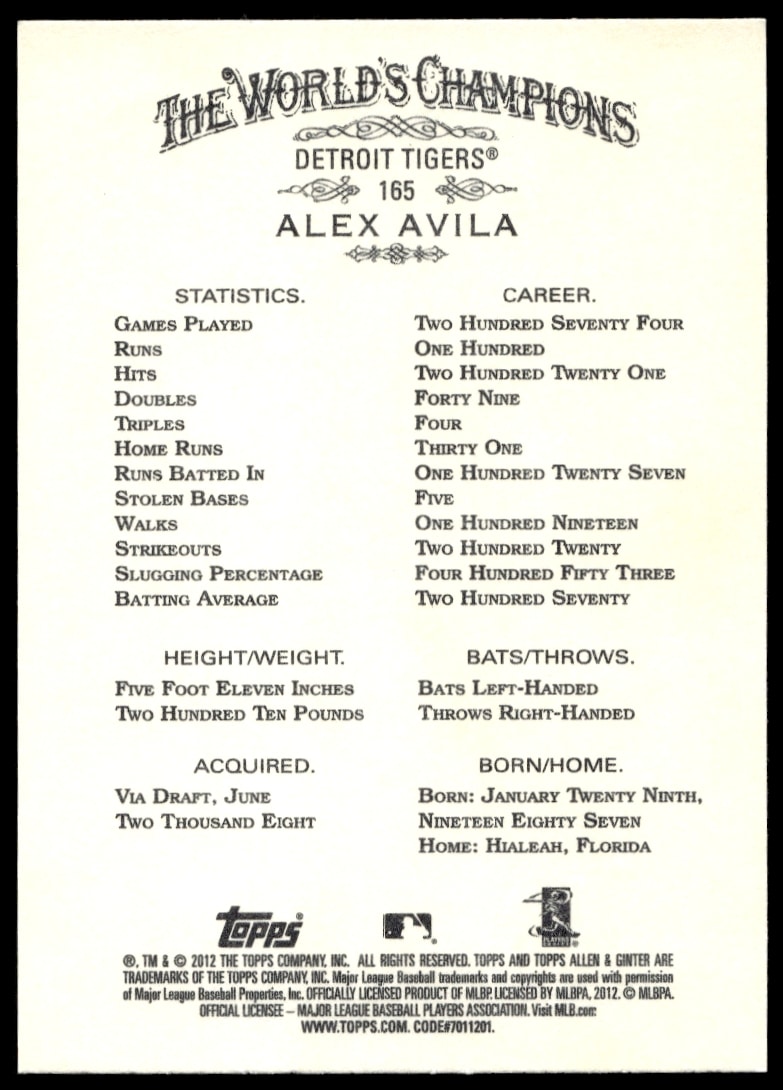 THE WORLD'S CHAMPIONS
DETROIT TIGERS®
165
ALEX AVILA
STATISTICS. CAREER.
GAMES PLAYED TWO HUNDRED SEVENTY FOUR
RUNS ONE HUNDRED
HITS TWO HUNDRED TWENTY ONE
DOUBLES FORTY NINE
TRIPLES FOUR
HOME RUNS THIRTY ONE
RUNS BATTED IN ONE HUNDRED TWENTY SEVEN
STOLEN BASES FIVE
WALKS ONE HUNDRED NINETEEN
STRIKEOUTS TWO HUNDRED TWENTY
SLUGGING PERCENTAGE FOUR HUNDRED FIFTY THREE
BATTING AVERAGE TWO HUNDRED SEVENTY
HEIGHT/WEIGHT.
FIVE FOOT ELEVEN INCHES
TWO HUNDRED TEN POUNDS
BATS/THROWS.
BATS LEFT-HANDED
THROWS RIGHT-HANDED
ACQUIRED.
VIA DRAFT, JUNE
TWO THOUSAND EIGHT
BORN/HOME.
BORN: JANUARY TWENTY NINTH,
NINETEEN EIGHTY SEVEN
HOME: HIALEAH, FLORIDA
Topps®
®, TM & © 2012 THE TOPPS COMPANY, INC. ALL RIGHTS RESERVED. TOPPS AND TOPPS ALLEN & GINTER ARE
TRADEMARKS OF THE TOPPS COMPANY, INC. Major League Baseball trademarks and copyrights are used with permission
of Major League Baseball Properties, Inc. OFFICIALLY LICENSED PRODUCT OF MLBP. LICENSED BY MLBPA, 2012. © MLBPA.
OFFICIAL LICENSEE – MAJOR LEAGUE BASEBALL PLAYERS ASSOCIATION. Visit MLB.com
WWW.TOPPS.COM. CODE#7011201.